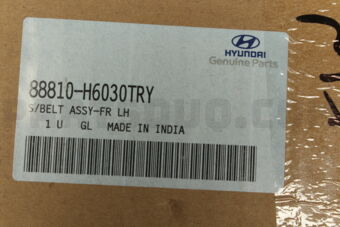 HYUNDAI
Genuine Parts
88810-H6030TRY
S/BELT ASSY-FR LH
1 U GL MADE IN INDIA